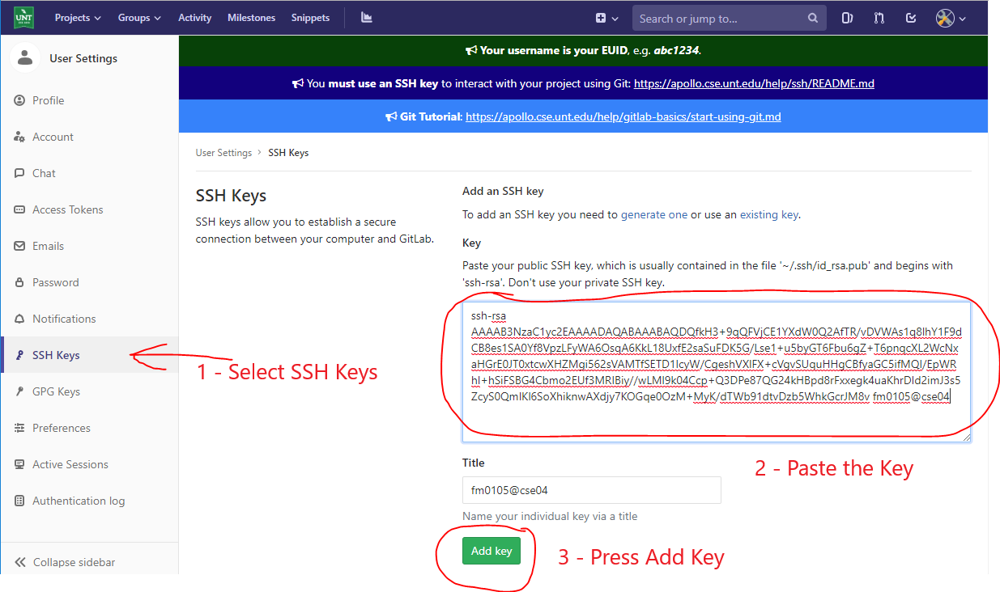 UNT
Projects Groups Activity Milestones Snippets Search or jump to...
User Settings
Profile
Account
Chat
Access Tokens
Emails
Password
Notifications
SSH Keys
GPG Keys
Preferences
Active Sessions
Authentication log
Collapse sidebar
Your username is your EUID, e.g. abc1234.
You must use an SSH key to interact with your project using Git: https://apollo.cse.unt.edu/help/ssh/README.md
Git Tutorial: https://apollo.cse.unt.edu/help/gitlab-basics/start-using-git.md
User Settings > SSH Keys
SSH Keys
SSH keys allow you to establish a secure
connection between your computer and GitLab.
Add an SSH key
To add an SSH key you need to generate one or use an existing key.
Key
Paste your public SSH key, which is usually contained in the file '~/.ssh/id_rsa.pub' and begins with
'ssh-rsa'. Don't use your private SSH key.
ssh-rsa
AAAAB3NzaC1yc2EAAAADAQABAAABAQDQfkH3+9qQFVjCE1YXdW0Q2AfTR/vDVWAs1q8lhY1F9d
CB8es1SA0Yf8VpzLFyWA6OsqA6KkL18UxfE2saSuFDK5G/Lse1+u5byGT6Fbu6gZ+T6pnqcXL2WcNx
aHGrE0JT0xtcwXHZMgi562sVAMTfSETD1IcyW/CqeshVXIFX+cVgvSUquHHgCBfyaGC5ifMQI/EpWR
hI+hSiFSBG4Cbmo2EUf3MRIBiy//wLMI9k04Ccp+Q3DPe87QG24kHBpd8rFxxegk4uaKhrDId2imJ3s5
ZcyS0QmIKI6SoXhiknwAXdjy7KOGqe0OzM+MyK/dTWb91dtvDzb5WhkGcrJM8v fm0105@cse04
Title
fm0105@cse04
Name your individual key via a title
Add key
1 - Select SSH Keys
2 - Paste the Key
3 - Press Add Key